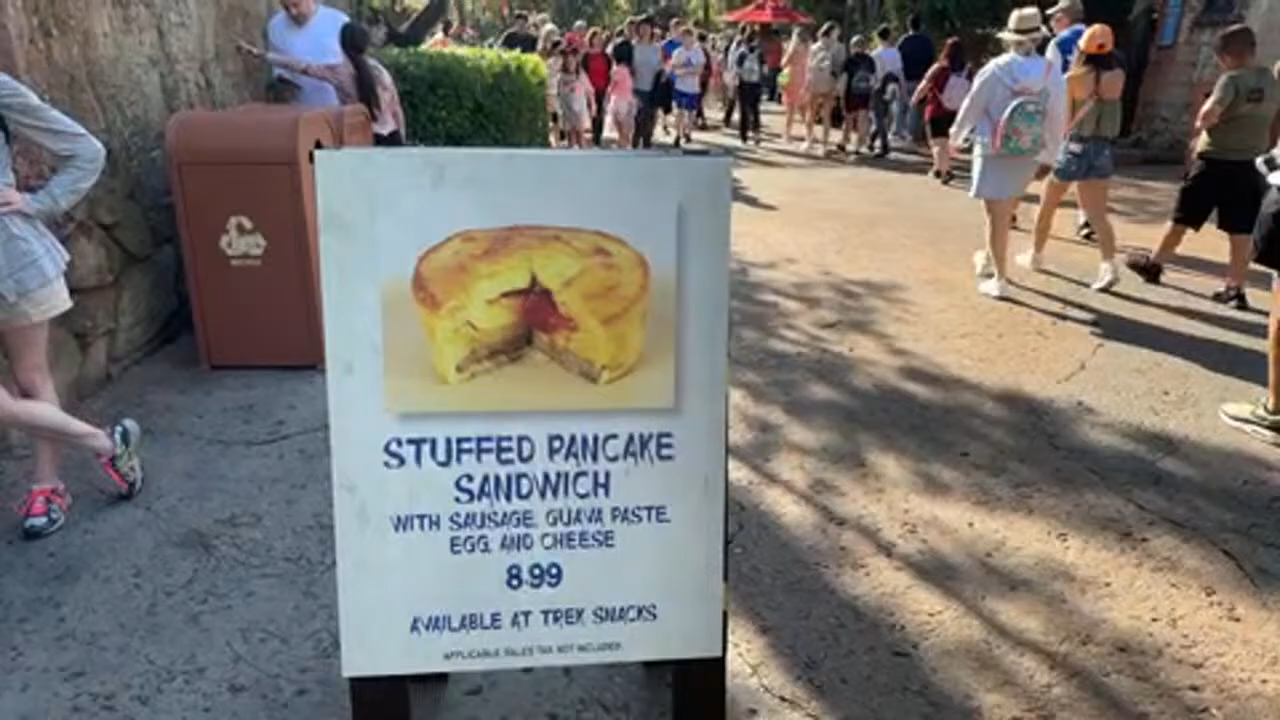 STUFFED PANCAKE
SANDWICH
WITH SAUSAGE, GUAVA PASTE,
EGG, AND CHEESE
8.99
AVAILABLE AT TREK SNACKS
APPLICABLE SALES TAX NOT INCLUDED.